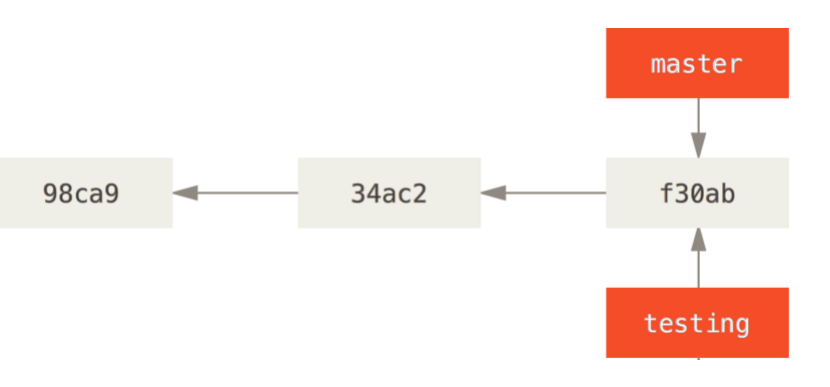 master
98ca9
34ac2
f30ab
testing